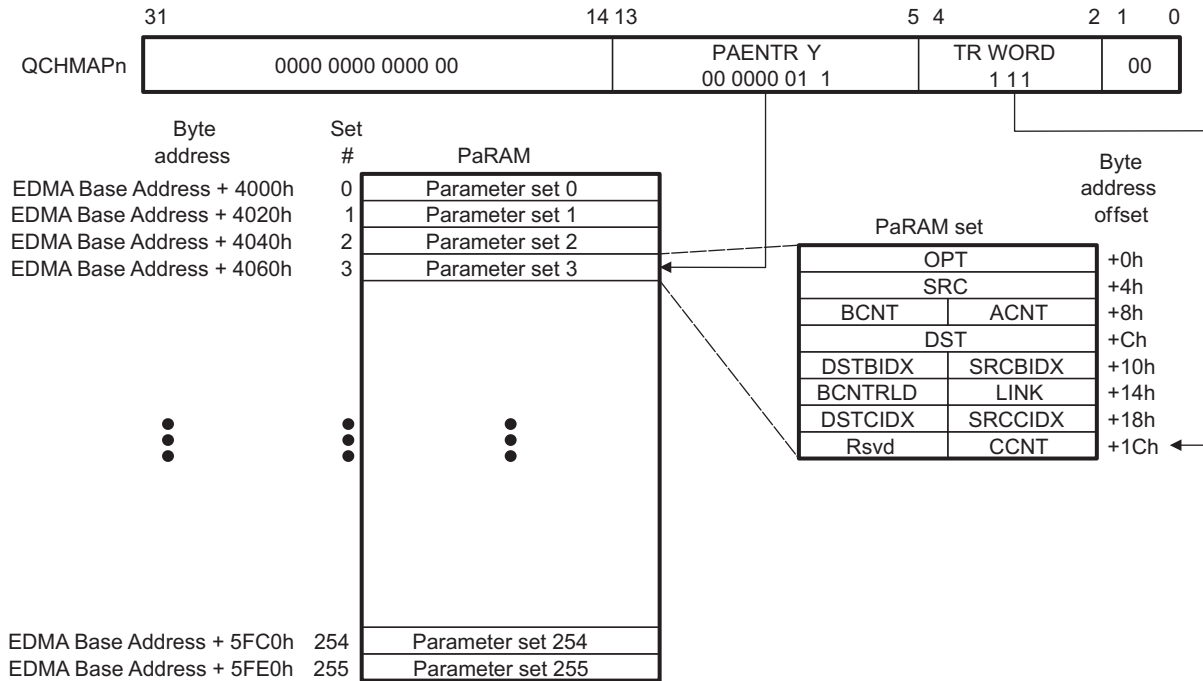 31 14 13 5 4 2 1 0
QCHMAPn 0000 0000 0000 00 PAENTR Y TR WORD 00
00 0000 01 1 1 11
Byte Set
address # PaRAM
EDMA Base Address + 4000h 0 Parameter set 0
EDMA Base Address + 4020h 1 Parameter set 1
EDMA Base Address + 4040h 2 Parameter set 2
EDMA Base Address + 4060h 3 Parameter set 3
EDMA Base Address + 5FC0h 254 Parameter set 254
EDMA Base Address + 5FE0h 255 Parameter set 255
Byte
address
offset
PaRAM set
OPT +0h
SRC +4h
BCNT ACNT +8h
DST +Ch
DSTBIDX SRCBIDX +10h
BCNTRLD LINK +14h
DSTCIDX SRCCIDX +18h
Rsvd CCNT +1Ch